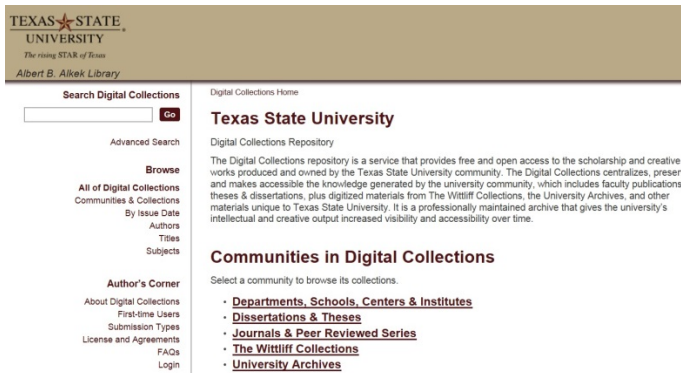 TEXAS STATE
UNIVERSITY
The rising STAR of Texas
Albert B. Alkek Library
Search Digital Collections
Go
Advanced Search
Browse
All of Digital Collections
Communities & Collections
By Issue Date
Authors
Titles
Subjects
Author's Corner
About Digital Collections
First-time Users
Submission Types
License and Agreements
FAQs
Login
Digital Collections Home
Texas State University
Digital Collections Repository
The Digital Collections repository is a service that provides free and open access to the scholarship and creative
works produced and owned by the Texas State University community. The Digital Collections centralizes, preser
and makes accessible the knowledge generated by the university community, which includes faculty publications
theses & dissertations, plus digitized materials from The Wittliff Collections, the University Archives, and other
materials unique to Texas State University. It is a professionally maintained archive that gives the university's
intellectual and creative output increased visibility and accessibility over time.
Communities in Digital Collections
Select a community to browse its collections.
· Departments, Schools, Centers & Institutes
· Dissertations & Theses
· Journals & Peer Reviewed Series
· The Wittliff Collections
· University Archives